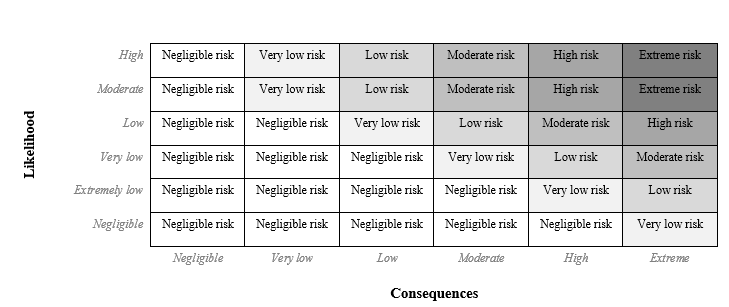 High Negligible risk Very low risk Low risk Moderate risk High risk Extreme risk
Moderate Negligible risk Very low risk Low risk Moderate risk High risk Extreme risk
Low Negligible risk Negligible risk Very low risk Low risk Moderate risk High risk
Likelihood
Very low Negligible risk Negligible risk Negligible risk Very low risk Low risk Moderate risk
Extremely low Negligible risk Negligible risk Negligible risk Negligible risk Very low risk Low risk
Negligible Negligible risk Negligible risk Negligible risk Negligible risk Negligible risk Very low risk
Negligible Very low Low Moderate High Extreme
Consequences